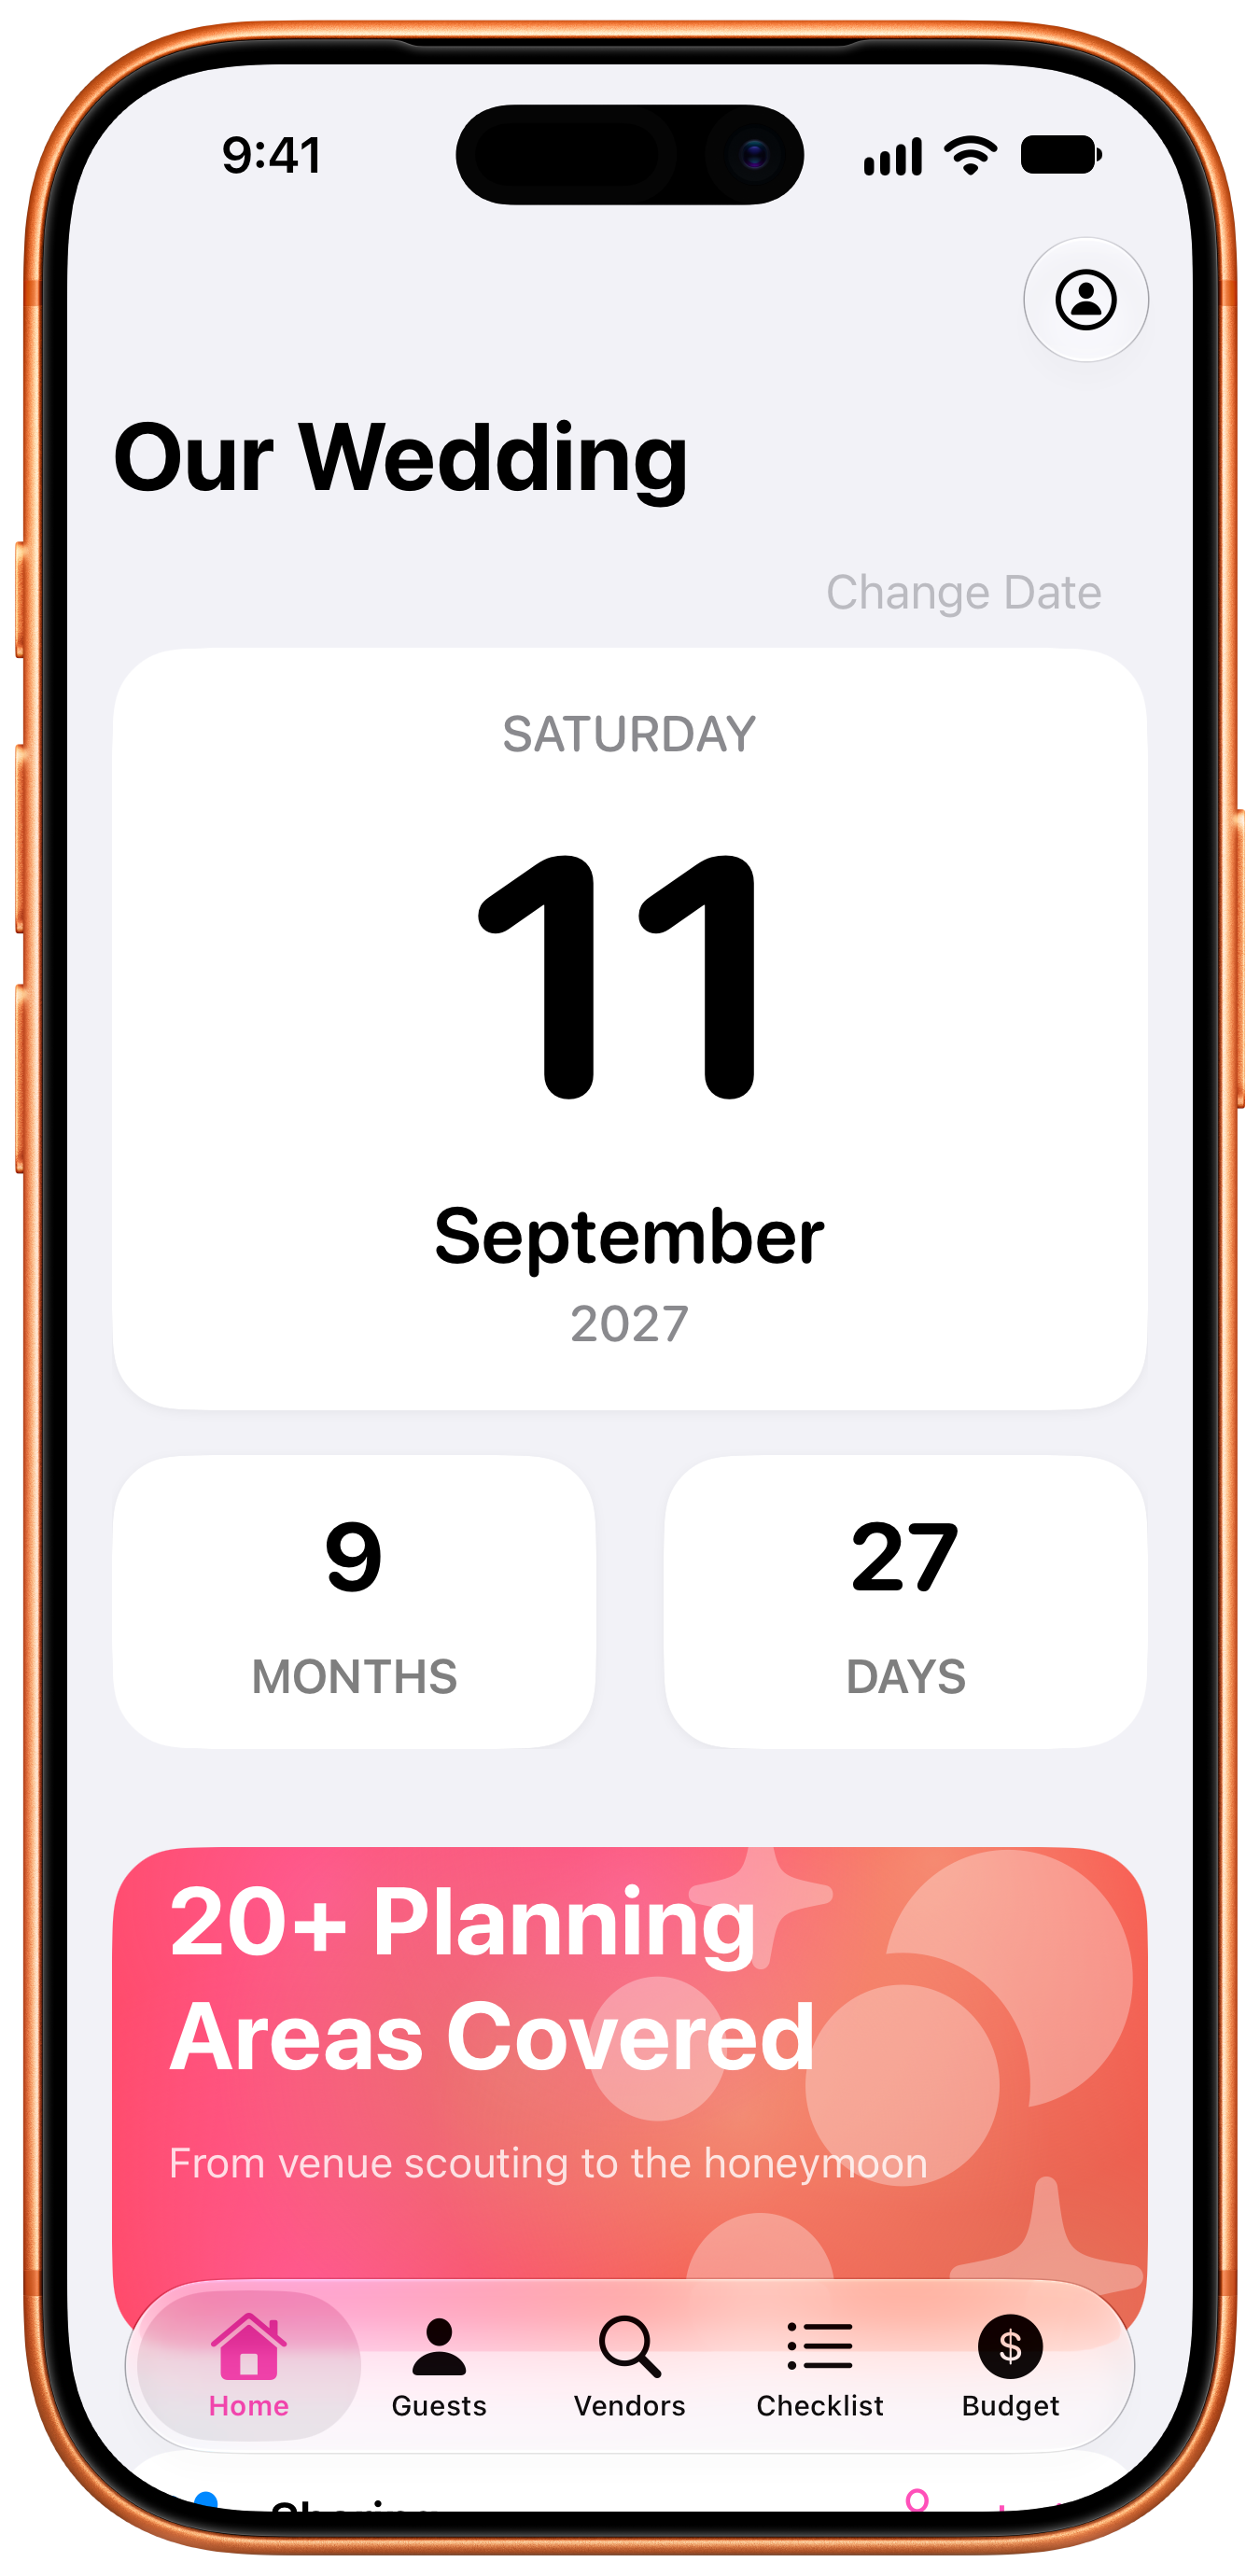 9:41
Our Wedding
Change Date
SATURDAY
11
September
2027
9
27
MONTHS
DAYS
20+ Planning
Areas Covered
From venue scouting to the honeymoon
$
Home
Guests
Vendors
Checklist
Budget